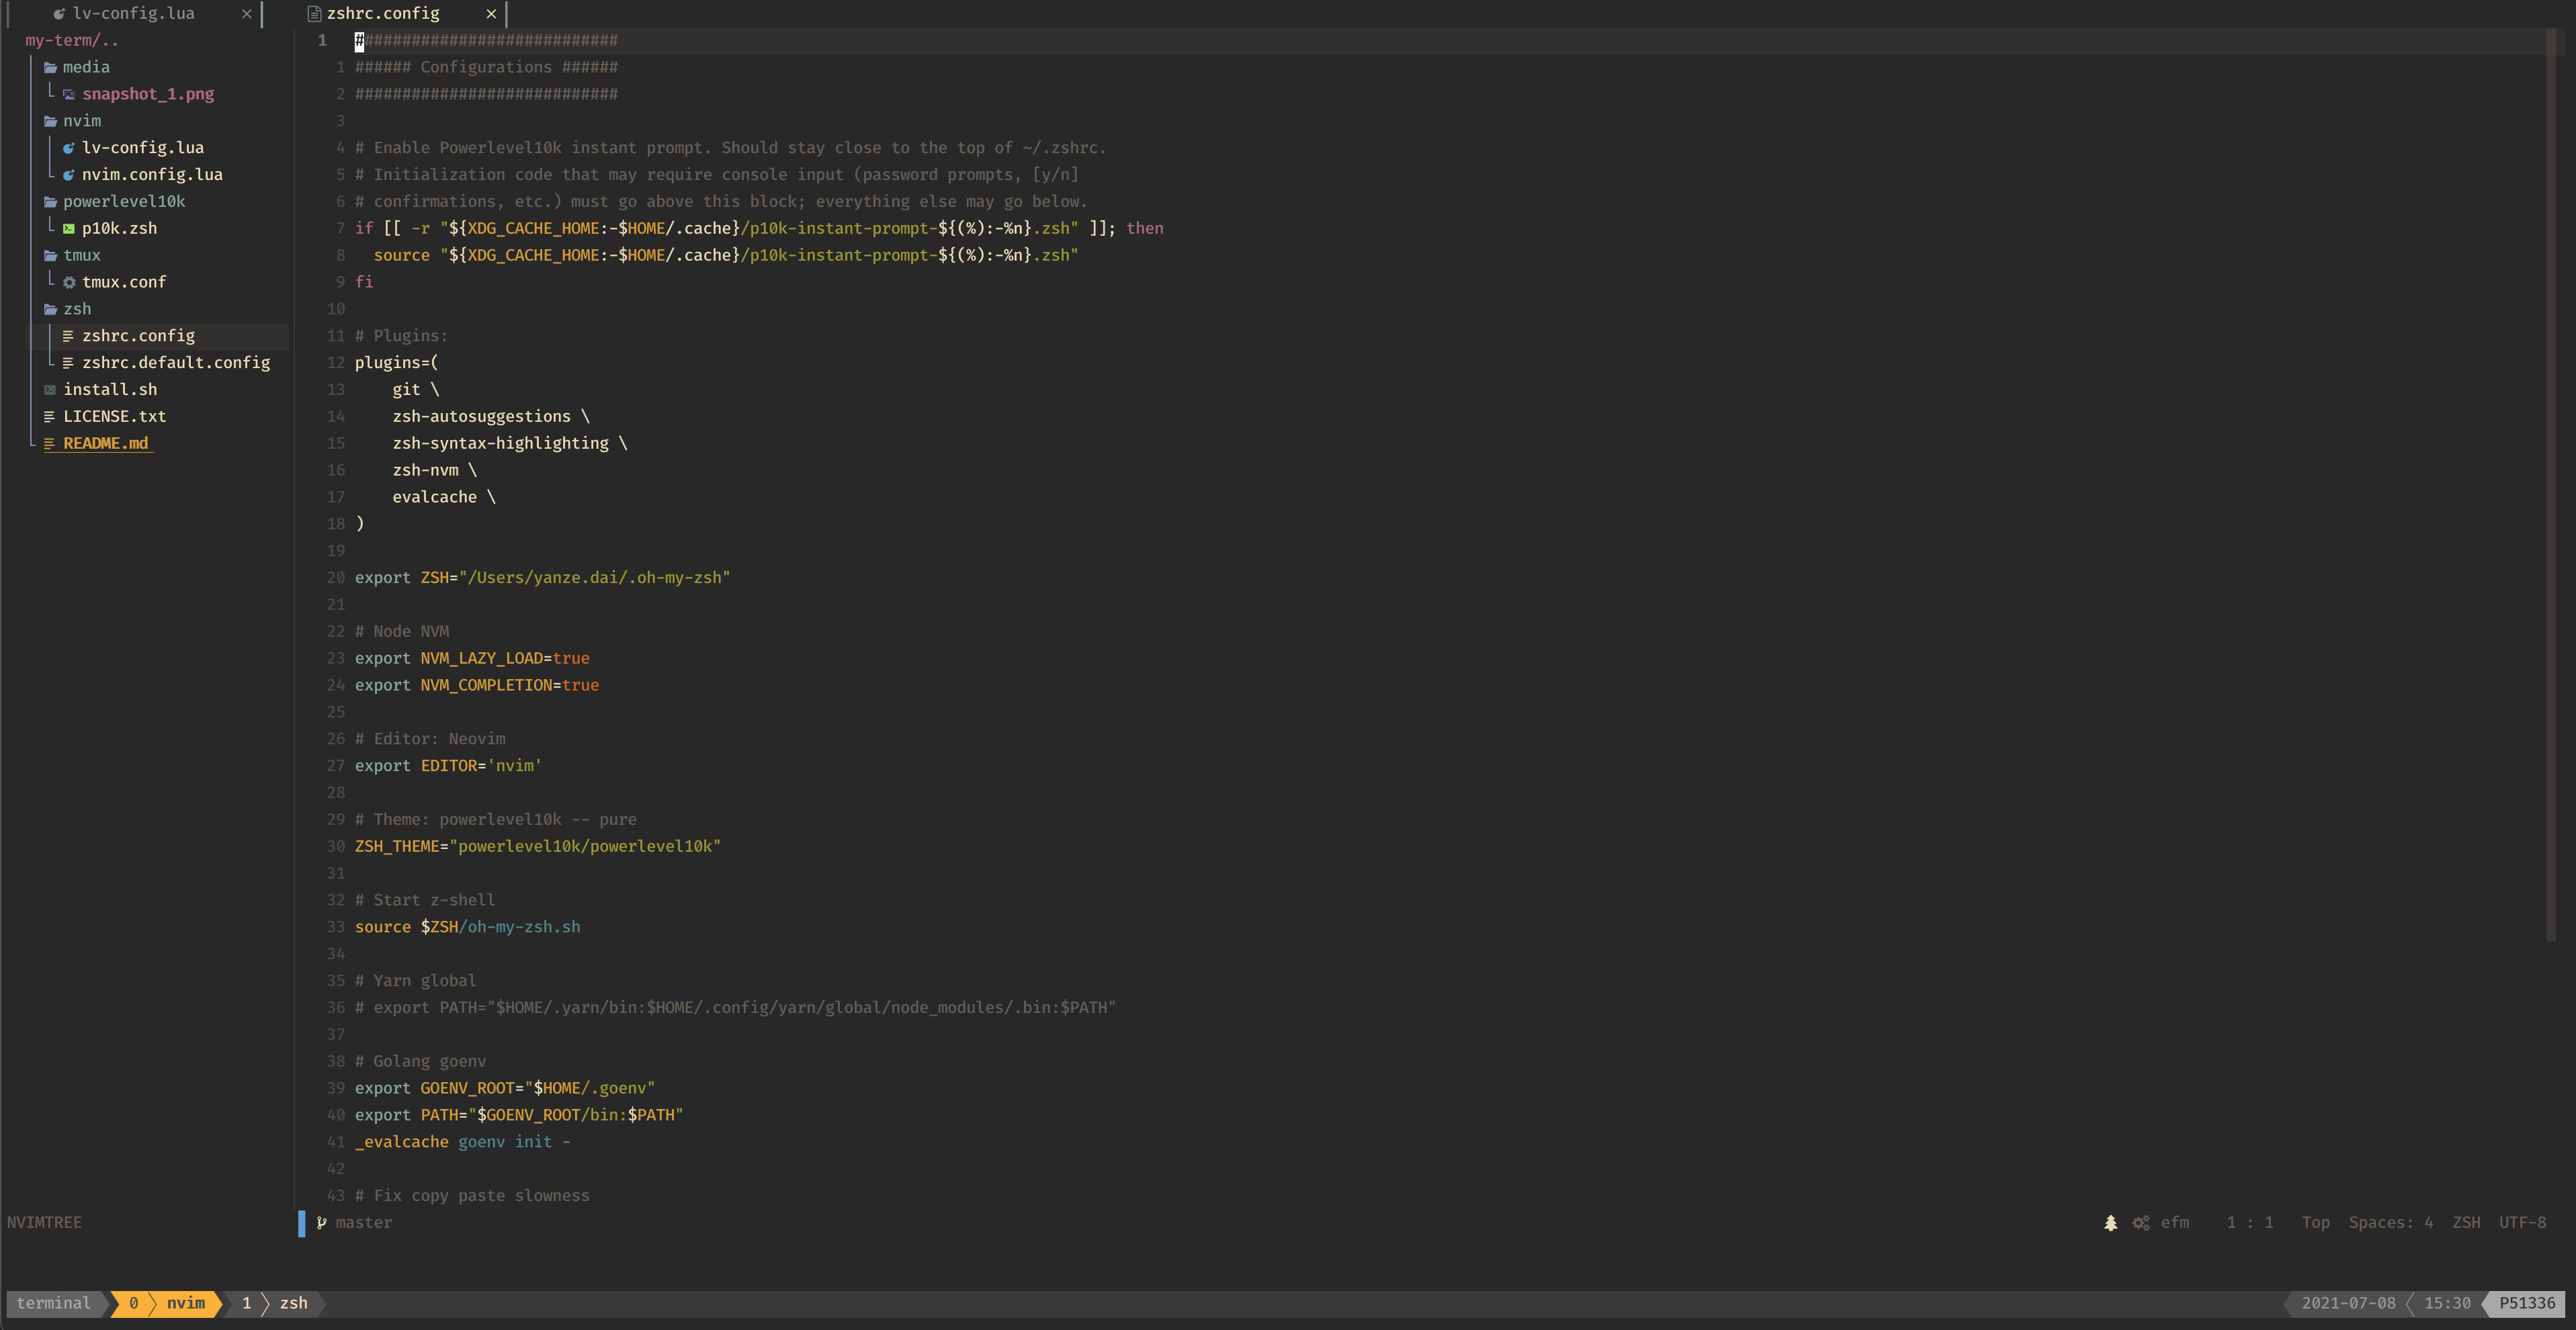 lv-config.lua × zshrc.config ×
my-term/..
media
snapshot_1.png
nvim
lv-config.lua
nvim.config.lua
powerlevel10k
p10k.zsh
tmux
tmux.conf
zsh
zshrc.config
zshrc.default.config
install.sh
LICENSE.txt
README.md
1 ############################
1 ###### Configurations ######
2 ############################
3
4 # Enable Powerlevel10k instant prompt. Should stay close to the top of ~/.zshrc.
5 # Initialization code that may require console input (password prompts, [y/n]
6 # confirmations, etc.) must go above this block; everything else may go below.
7 if [[ -r "${XDG_CACHE_HOME:-$HOME/.cache}/p10k-instant-prompt-${(%):-%n}.zsh" ]]; then
8   source "${XDG_CACHE_HOME:-$HOME/.cache}/p10k-instant-prompt-${(%):-%n}.zsh"
9 fi
10
11 # Plugins:
12 plugins=(
13     git \
14     zsh-autosuggestions \
15     zsh-syntax-highlighting \
16     zsh-nvm \
17     evalcache \
18 )
19
20 export ZSH="/Users/yanze.dai/.oh-my-zsh"
21
22 # Node NVM
23 export NVM_LAZY_LOAD=true
24 export NVM_COMPLETION=true
25
26 # Editor: Neovim
27 export EDITOR='nvim'
28
29 # Theme: powerlevel10k -- pure
30 ZSH_THEME="powerlevel10k/powerlevel10k"
31
32 # Start z-shell
33 source $ZSH/oh-my-zsh.sh
34
35 # Yarn global
36 # export PATH="$HOME/.yarn/bin:$HOME/.config/yarn/global/node_modules/.bin:$PATH"
37
38 # Golang goenv
39 export GOENV_ROOT="$HOME/.goenv"
40 export PATH="$GOENV_ROOT/bin:$PATH"
41 _evalcache goenv init -
42
43 # Fix copy paste slowness
NVIMTREE master efm 1 : 1 Top Spaces: 4 ZSH UTF-8
terminal 0 nvim 1 zsh 2021-07-08 15:30 P51336